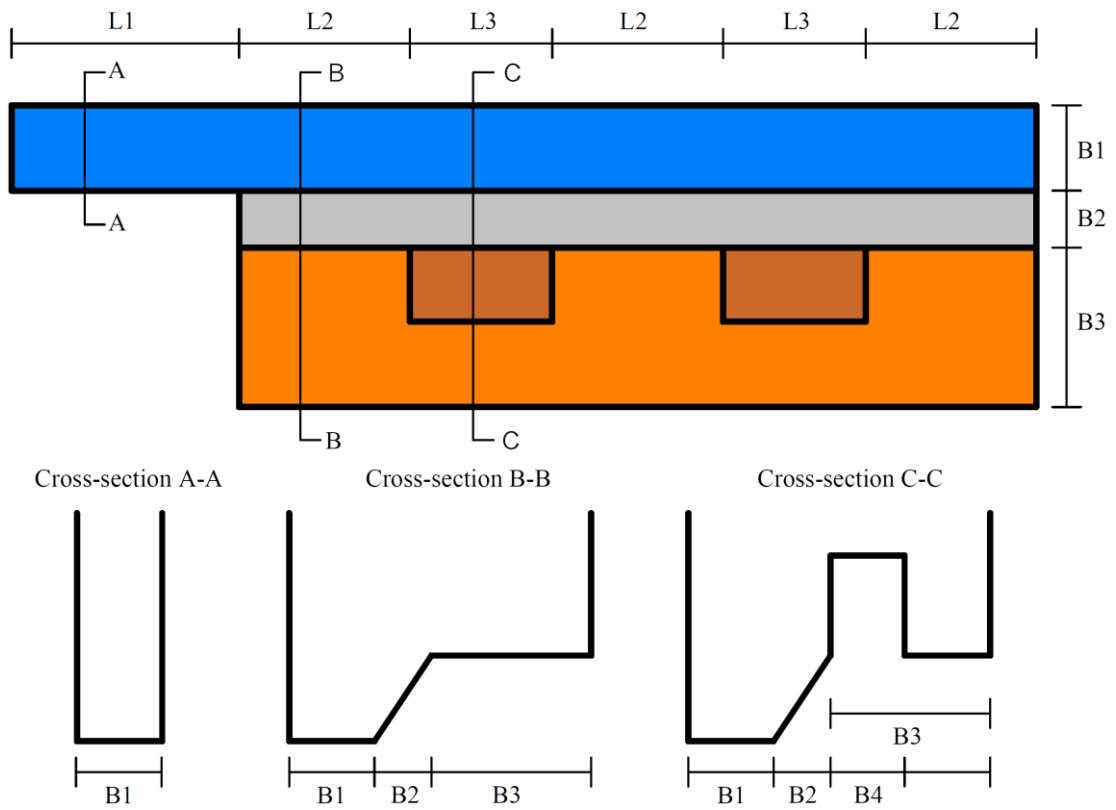 L1 L2 L3 L2 L3 L2
A B C
B1
A
B2
B3
B C
Cross-section A-A Cross-section B-B Cross-section C-C
B3
B1 B1 B2 B3 B1 B2 B4